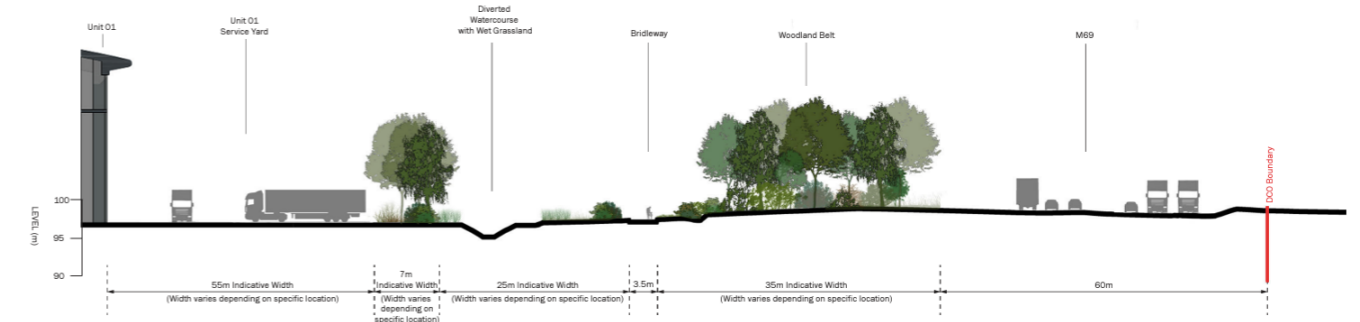 Unit 01
Unit 01
Service Yard
Diverted
Watercourse
with Wet Grassland
Bridleway
Woodland Belt
M69
DCO Boundary
LEVEL (m)
100
95
90
55m Indicative Width
(Width varies depending on specific location)
7m
Indicative Width
(Width varies
depending on
specific location)
25m Indicative Width
(Width varies depending on specific location)
3.5m
35m Indicative Width
(Width varies depending on specific location)
60m